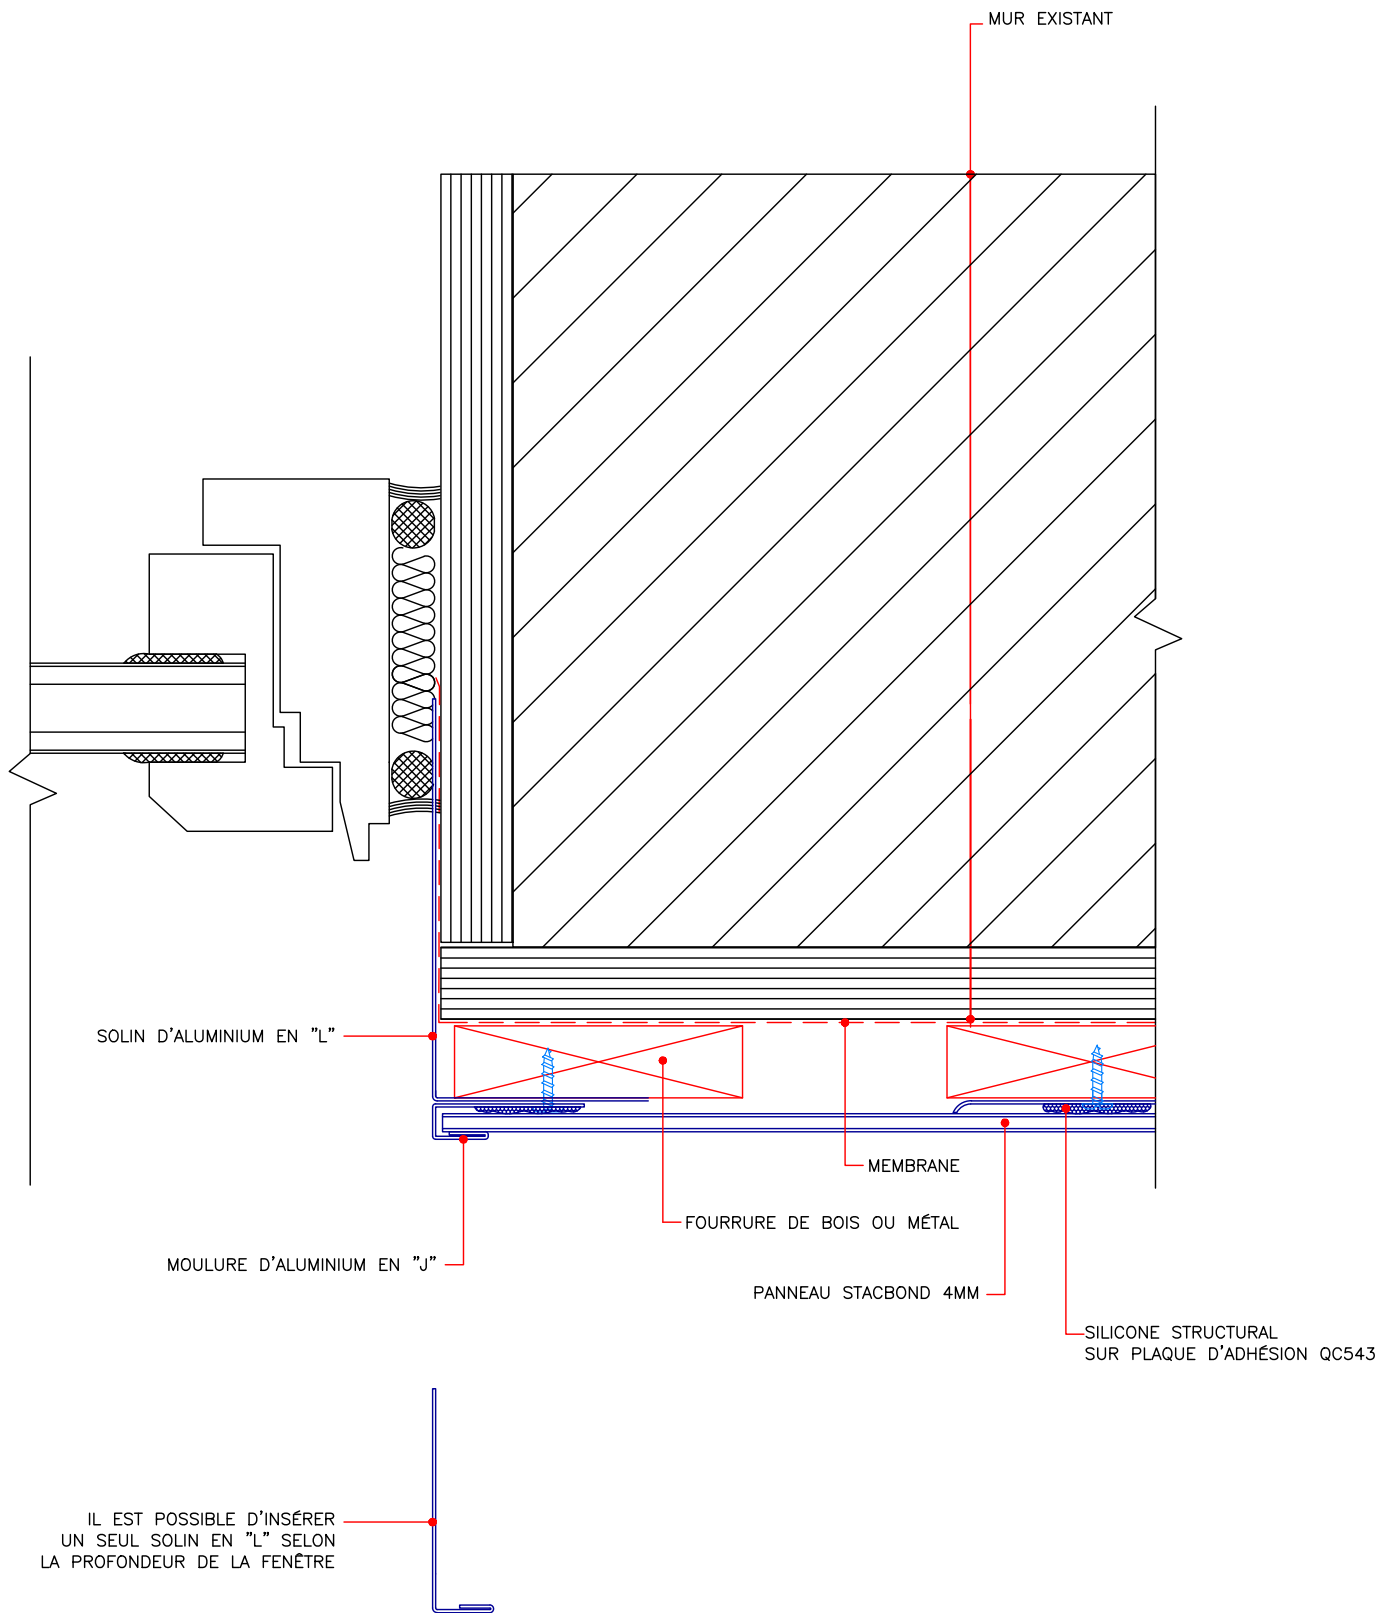 MUR EXISTANT
SOLIN D'ALUMINIUM EN "L"
MEMBRANE
FOURRURE DE BOIS OU MÉTAL
MOULURE D'ALUMINIUM EN "J"
PANNEAU STACBOND 4MM
SILICONE STRUCTURAL
SUR PLAQUE D'ADHÉSION QC543
IL EST POSSIBLE D'INSÉRER
UN SEUL SOLIN EN "L" SELON
LA PROFONDEUR DE LA FENÊTRE